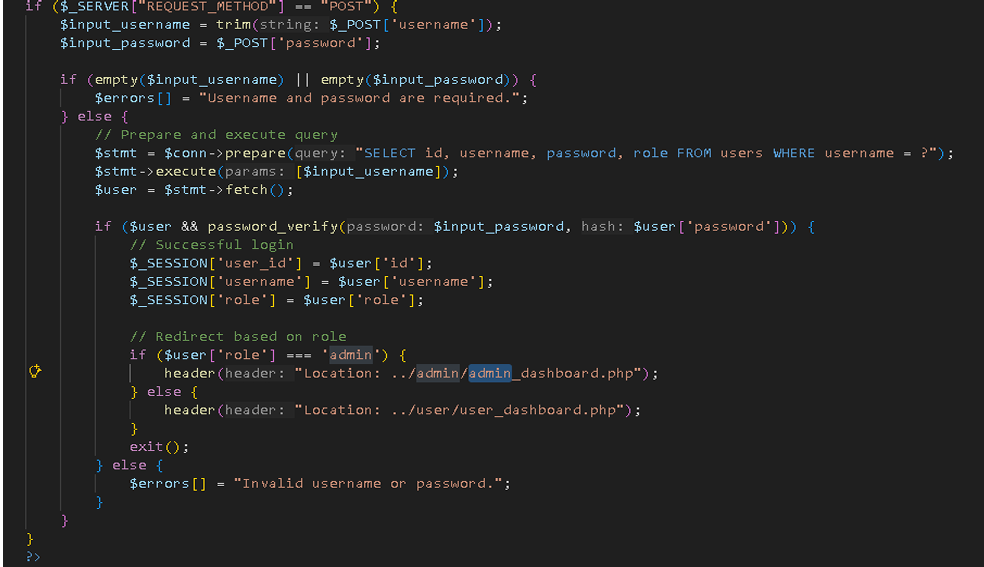 if ($_SERVER["REQUEST_METHOD"] == "POST") {
$input_username = trim(string: $_POST['username']);
$input_password = $_POST['password'];
if (empty($input_username) || empty($input_password)) {
$errors[] = "Username and password are required.";
} else {
// Prepare and execute query
$stmt = $conn->prepare(query: "SELECT id, username, password, role FROM users WHERE username = ?");
$stmt->execute(params: [$input_username]);
$user = $stmt->fetch();
if ($user && password_verify(password: $input_password, hash: $user['password'])) {
// Successful login
$_SESSION['user_id'] = $user['id'];
$_SESSION['username'] = $user['username'];
$_SESSION['role'] = $user['role'];
// Redirect based on role
if ($user['role'] === 'admin') {
header(header: "Location: ../admin/admin_dashboard.php");
} else {
header(header: "Location: ../user/user_dashboard.php");
}
exit();
} else {
$errors[] = "Invalid username or password.";
}
}
}
?>